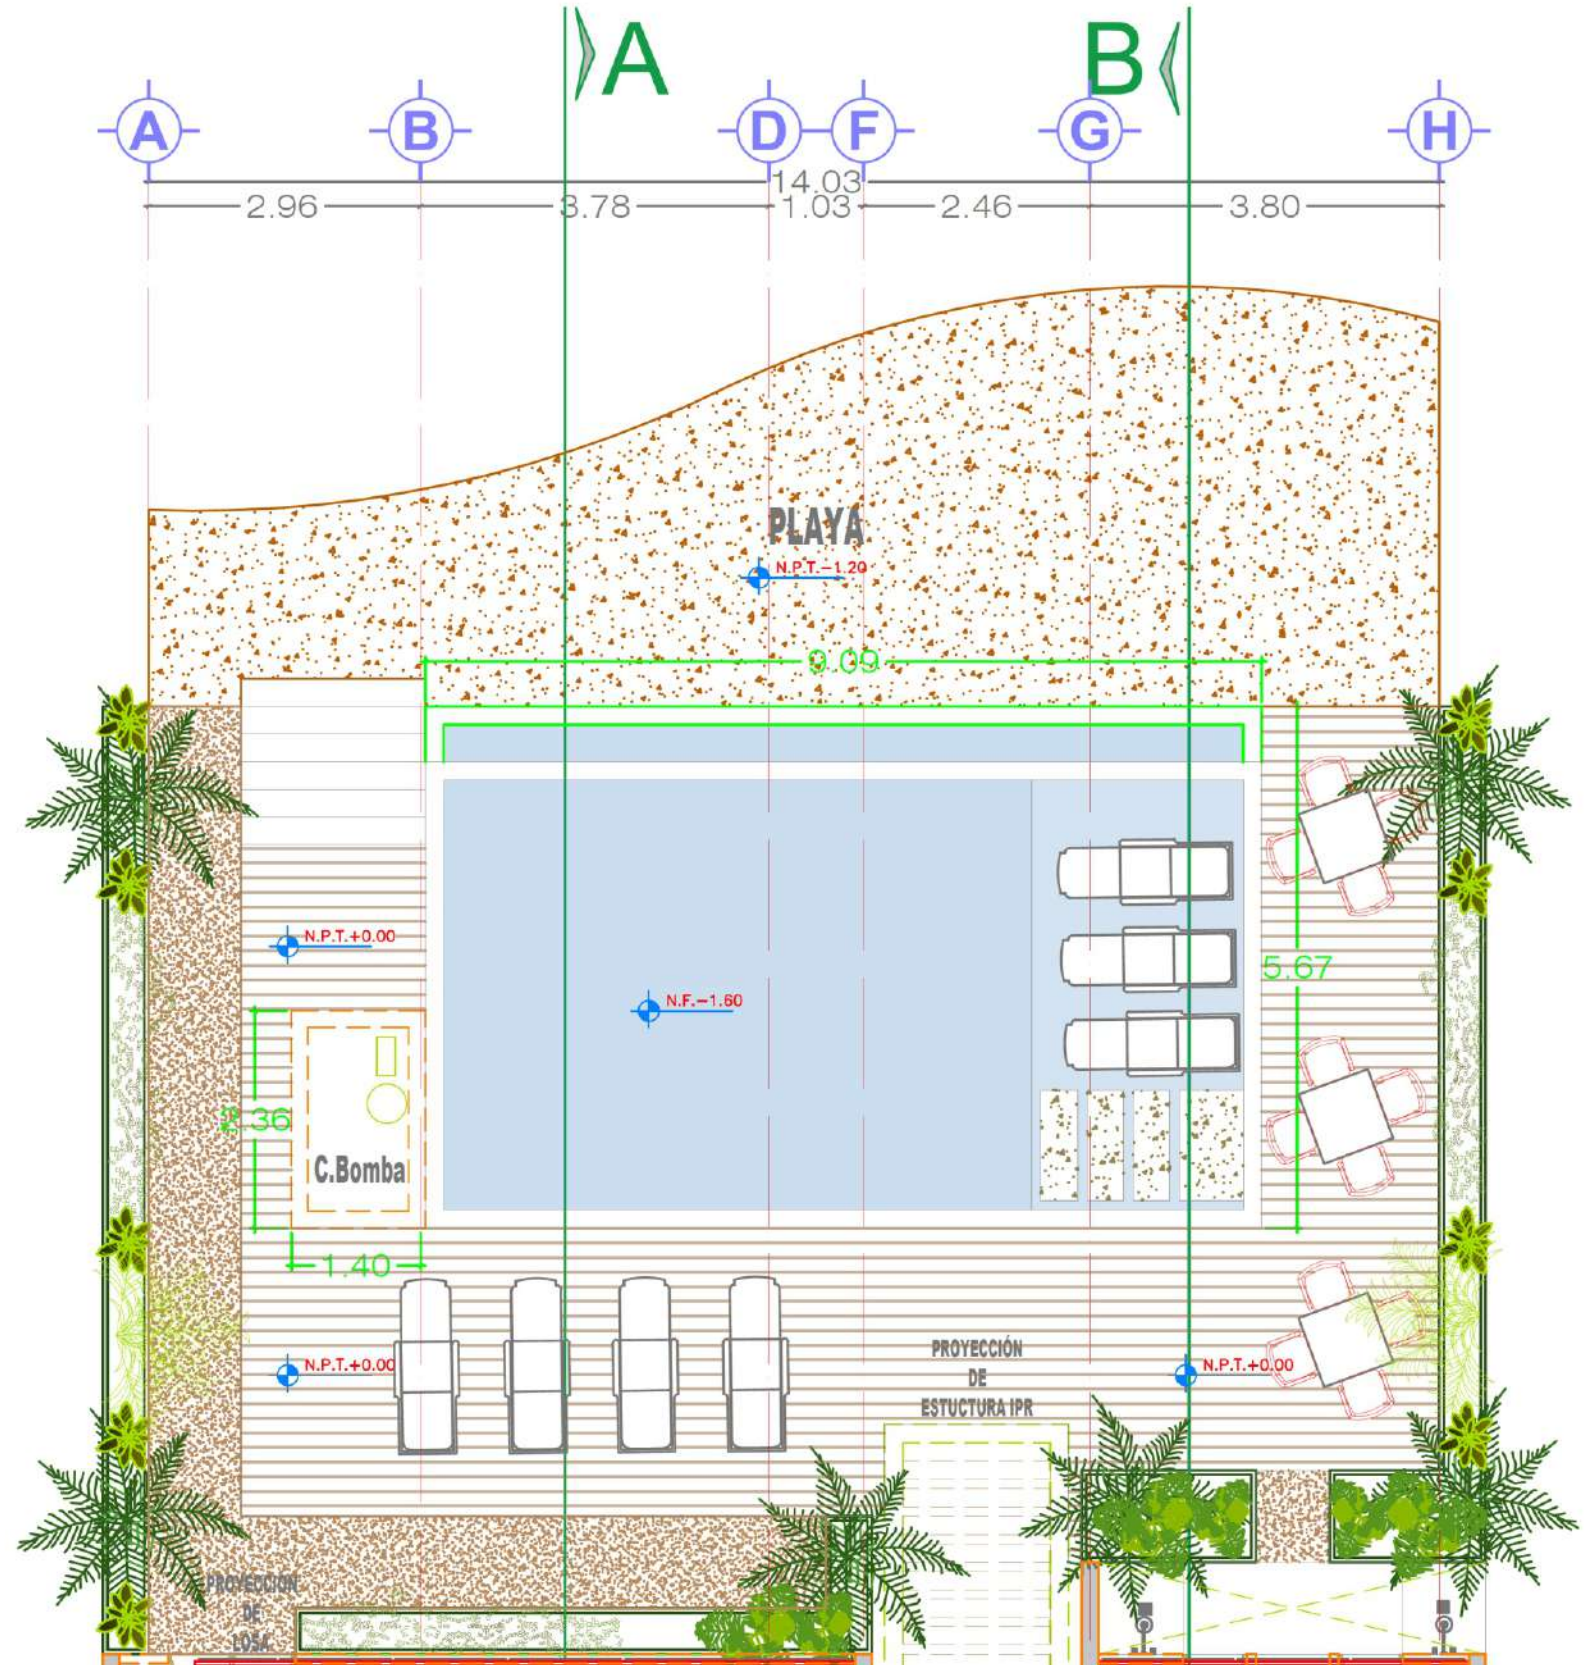 A B
A B D F G H
14.03
2.96 3.78 1.03 2.46 3.80
PLAYA
N.P.T.-1.20
9.09
N.P.T.+0.00
5.67
N.F.-1.60
2.36
C.Bomba
1.40
PROYECCIÓN
DE
ESTUCTURA IPR
N.P.T.+0.00
N.P.T.+0.00
PROYECCIÓN
DE
LOSA